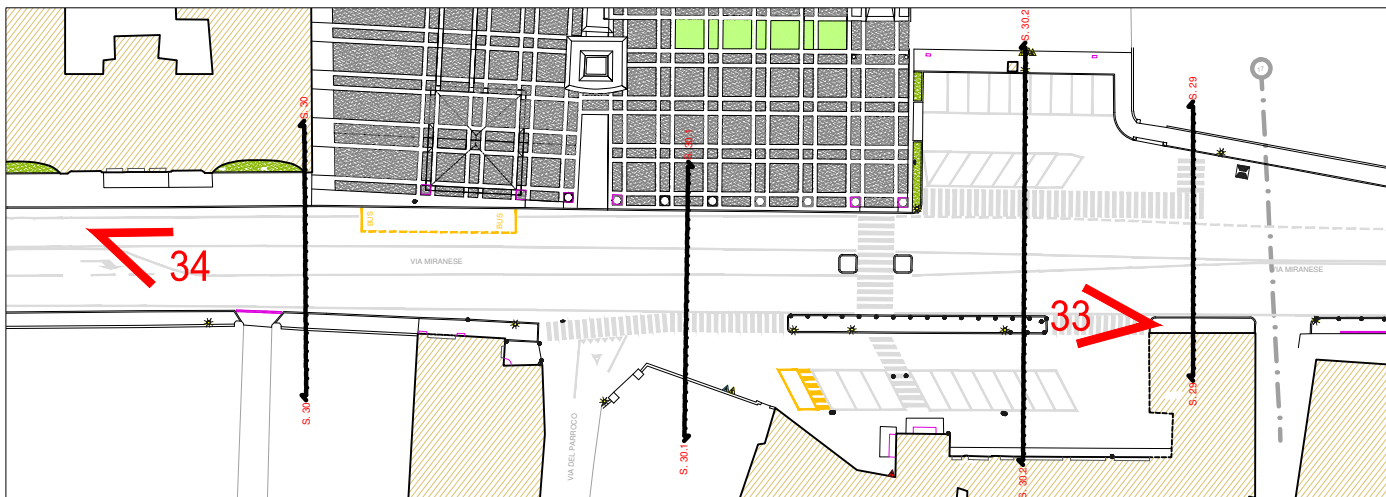 S. 30.2
S. 30
S. 29
17
S. 30.1
BUS
BUS
34
VIA MIRANESE
VIA MIRANESE
33
S. 30
S. 29
VIA DEL PARROCO
S. 30.1
S. 30.2